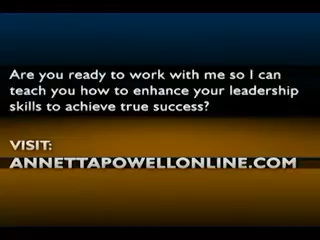 Are you ready to work with me so I can
teach you how to enhance your leadership
skills to achieve true success?
VISIT:
ANNETTAPOWELLONLINE.COM